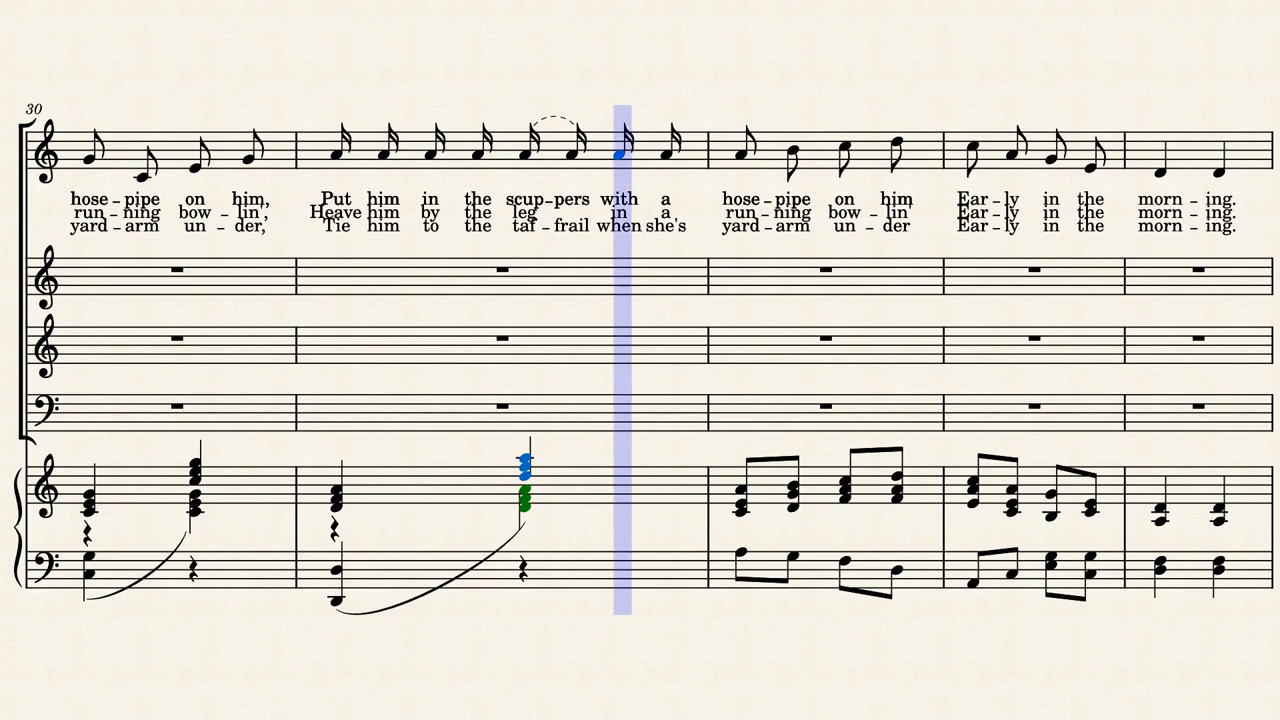 30
hose – pipe on him, Put him in the scup – pers with a hose – pipe on him Ear – ly in the morn – ing.
run – ning bow – lin', Heave him by the leg in a run – ning bow – lin' Ear – ly in the morn – ing.
yard – arm un – der, Tie him to the taf – frail when she's yard – arm un – der Ear – ly in the morn – ing.